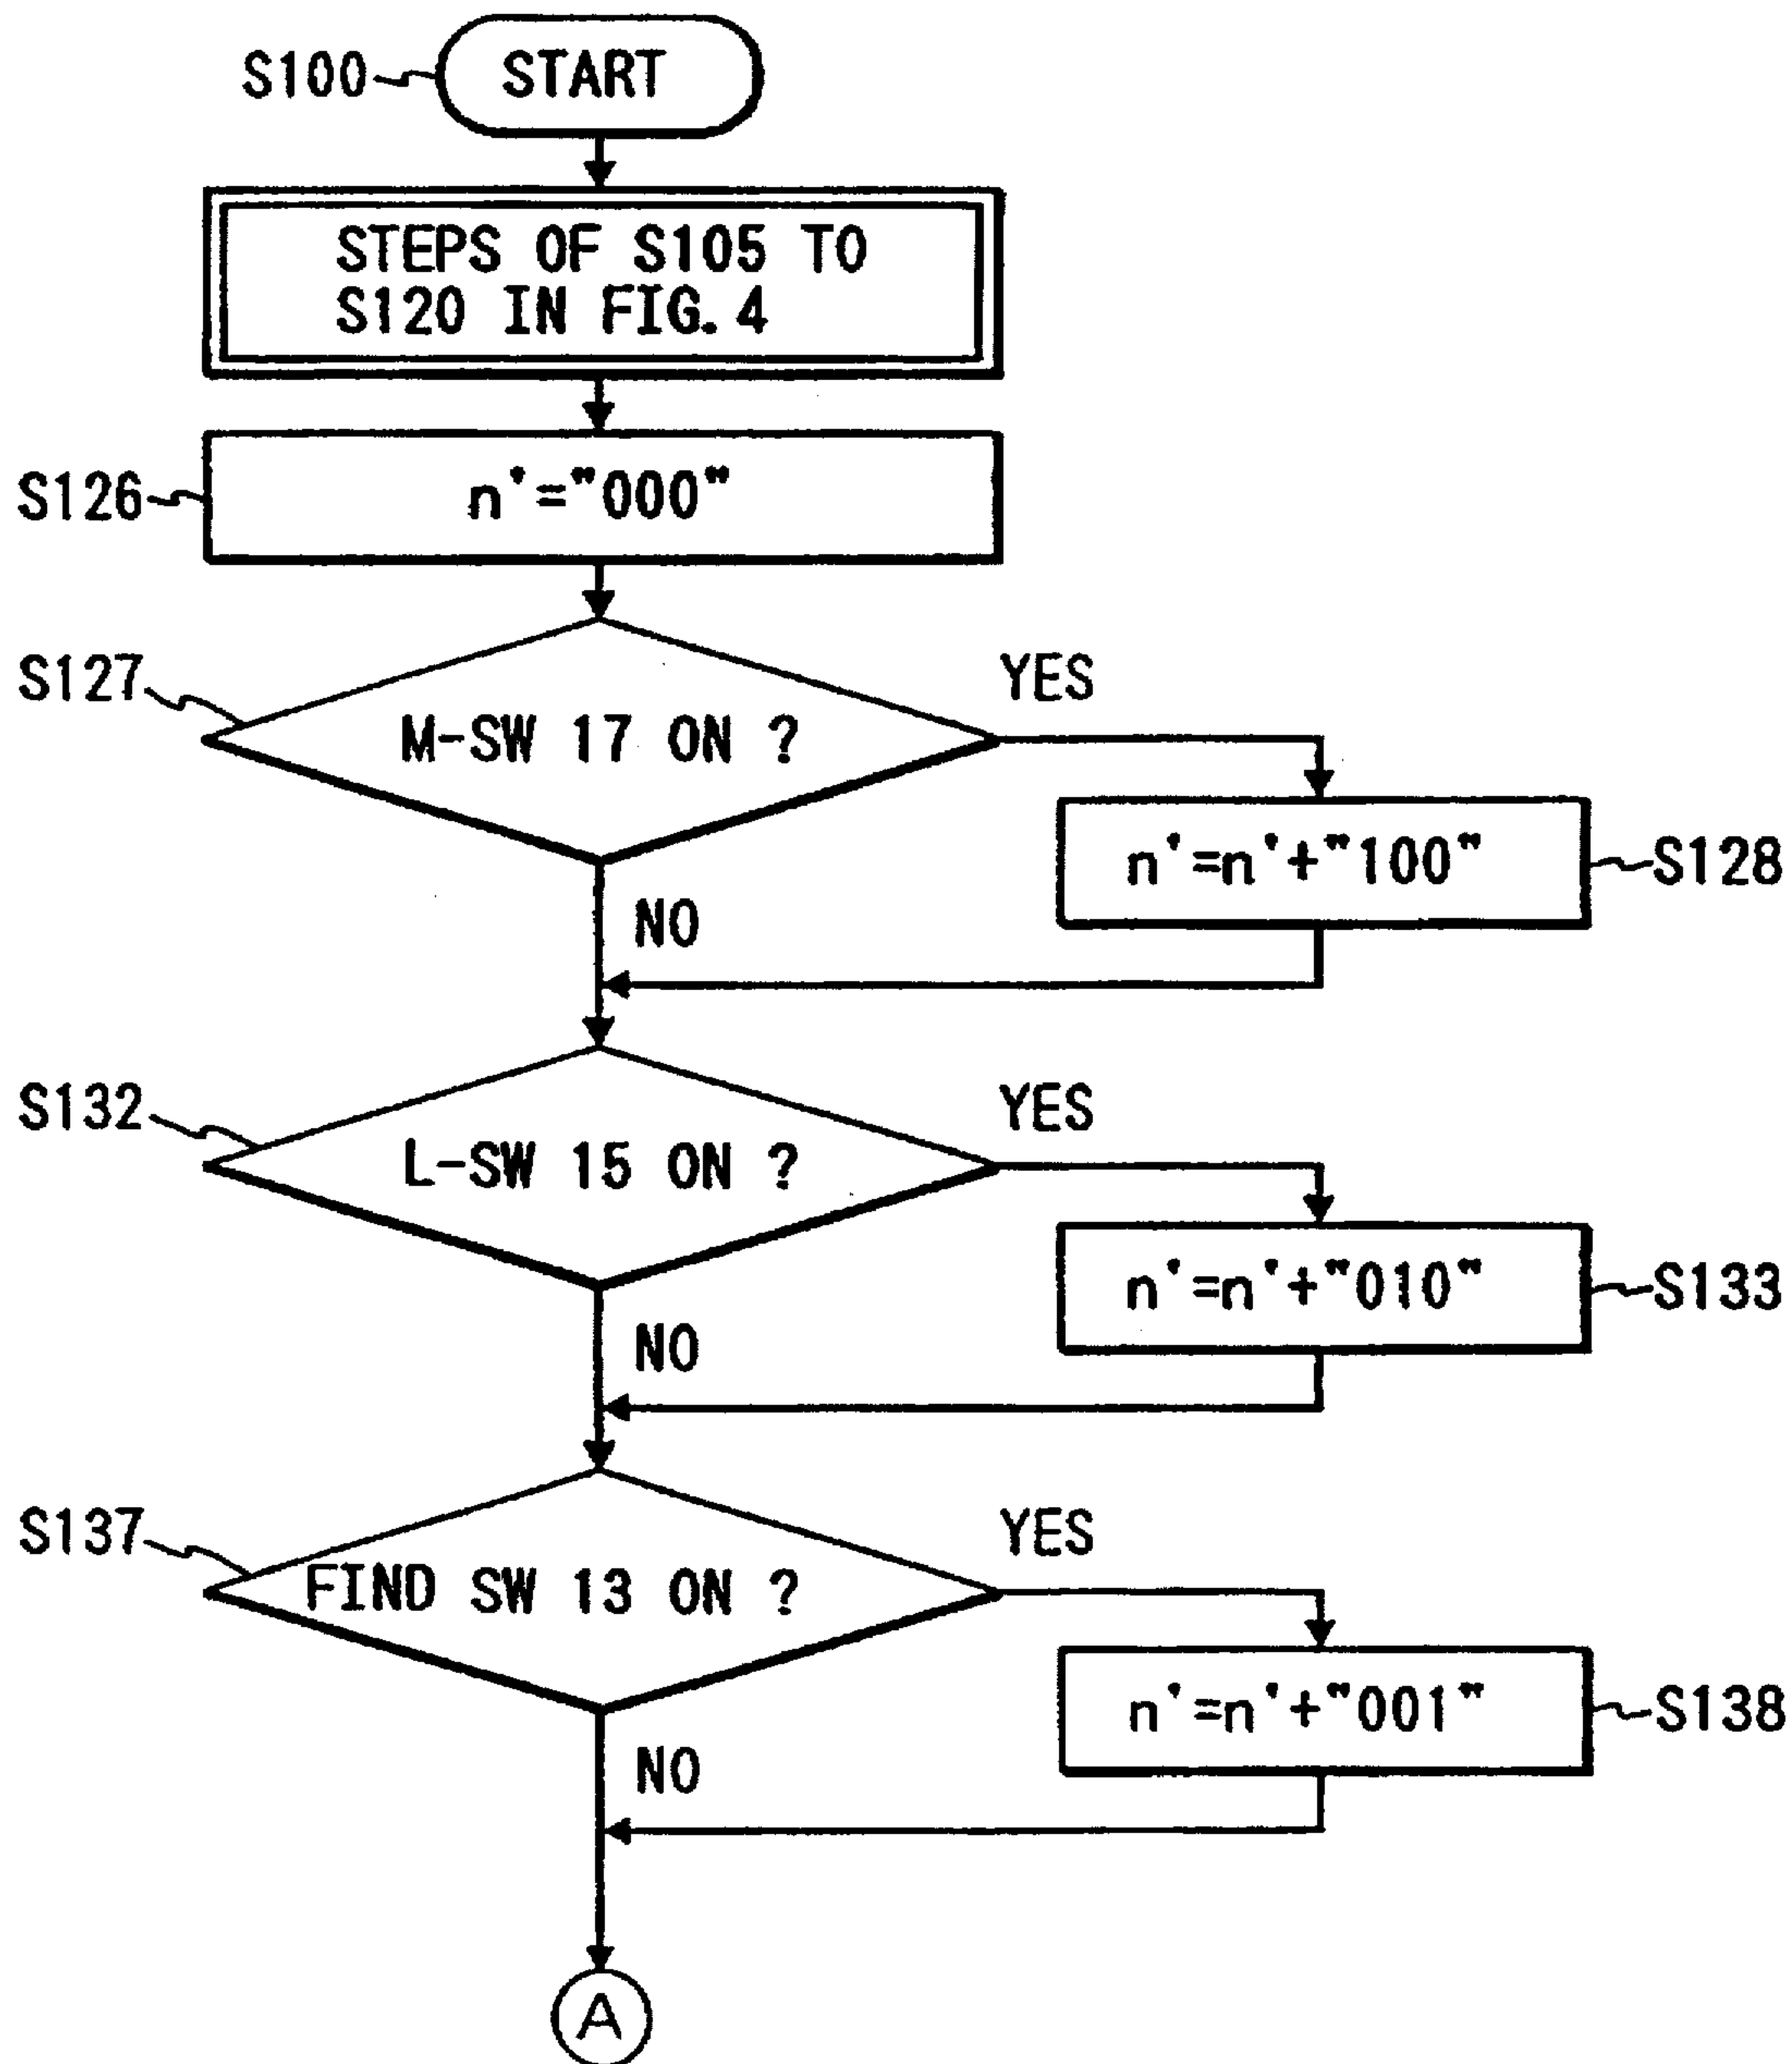 S100
START
STEPS OF S105 TO
S120 IN FIG. 4
S126
n'="000"
S127
M-SW 17 ON ?
YES
n'=n'+"100"
S128
NO
S132
L-SW 15 ON ?
YES
n'=n'+"010"
S133
NO
S137
FIND SW 13 ON ?
YES
n'=n'+"001"
S138
NO
A